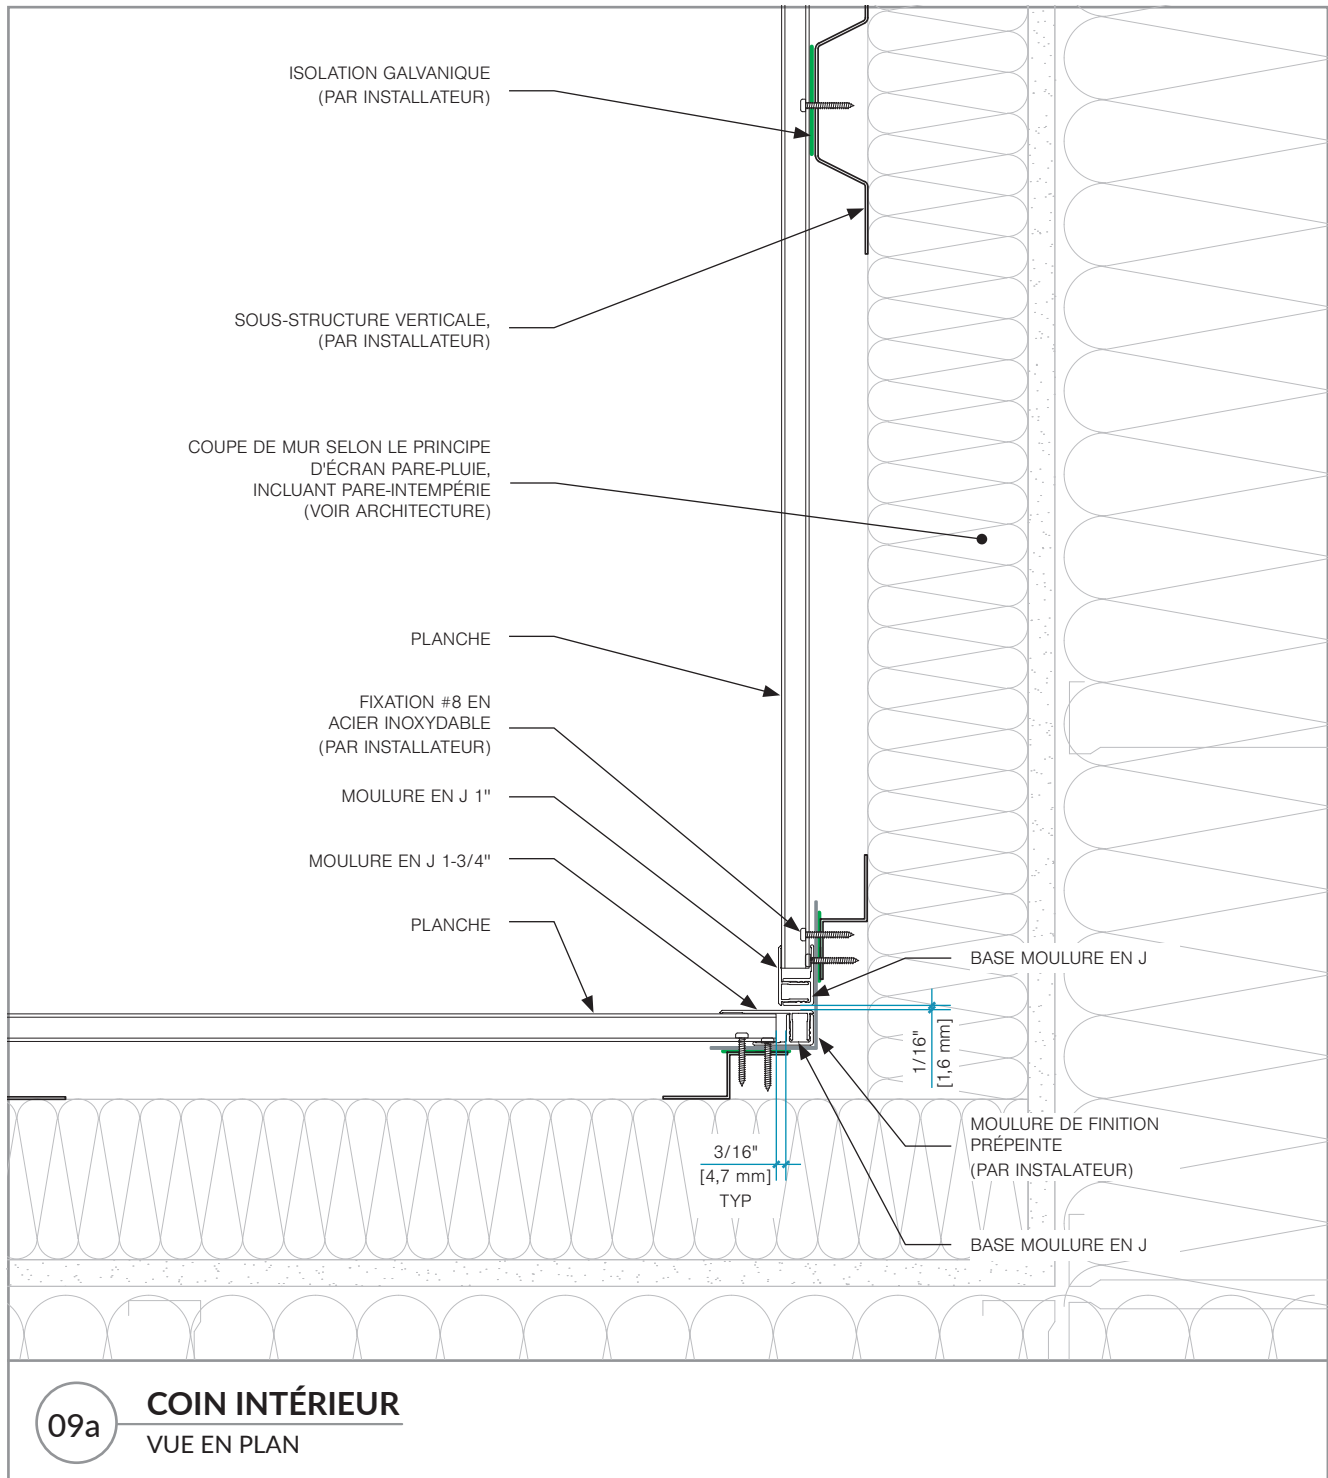 ISOLATION GALVANIQUE
(PAR INSTALLATEUR)
SOUS-STRUCTURE VERTICALE,
(PAR INSTALLATEUR)
COUPE DE MUR SELON LE PRINCIPE
D'ÉCRAN PARE-PLUIE,
INCLUANT PARE-INTEMPÉRIE
(VOIR ARCHITECTURE)
PLANCHE
FIXATION #8 EN
ACIER INOXYDABLE
(PAR INSTALLATEUR)
MOULURE EN J 1"
MOULURE EN J 1-3/4"
PLANCHE
BASE MOULURE EN J
1/16"
[1,6 mm]
MOULURE DE FINITION
PRÉPEINTE
(PAR INSTALATEUR)
3/16"
[4,7 mm]
TYP
BASE MOULURE EN J
09a
COIN INTÉRIEUR
VUE EN PLAN